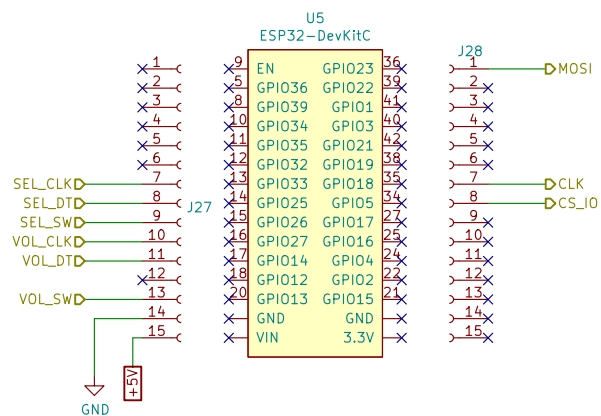 U5
ESP32-DevKitC
J28
1 9 EN GPIO23 36 1 MOSI
2 5 GPIO36 GPIO22 39 2
3 8 GPIO39 GPIO1 41 3
4 10 GPIO34 GPIO3 40 4
5 11 GPIO35 GPIO21 42 5
6 12 GPIO32 GPIO19 38 6
SEL_CLK 7 13 GPIO33 GPIO18 35 7 CLK
SEL_DT 8 14 GPIO25 GPIO5 34 8 CS_IO
J27
SEL_SW 9 15 GPIO26 GPIO17 27 9
VOL_CLK 10 16 GPIO27 GPIO16 25 10
VOL_DT 11 17 GPIO14 GPIO4 24 11
12 18 GPIO12 GPIO2 22 12
VOL_SW 13 20 GPIO13 GPIO15 21 13
14 GND GND 14
15 VIN 3.3V 15
+5V
GND